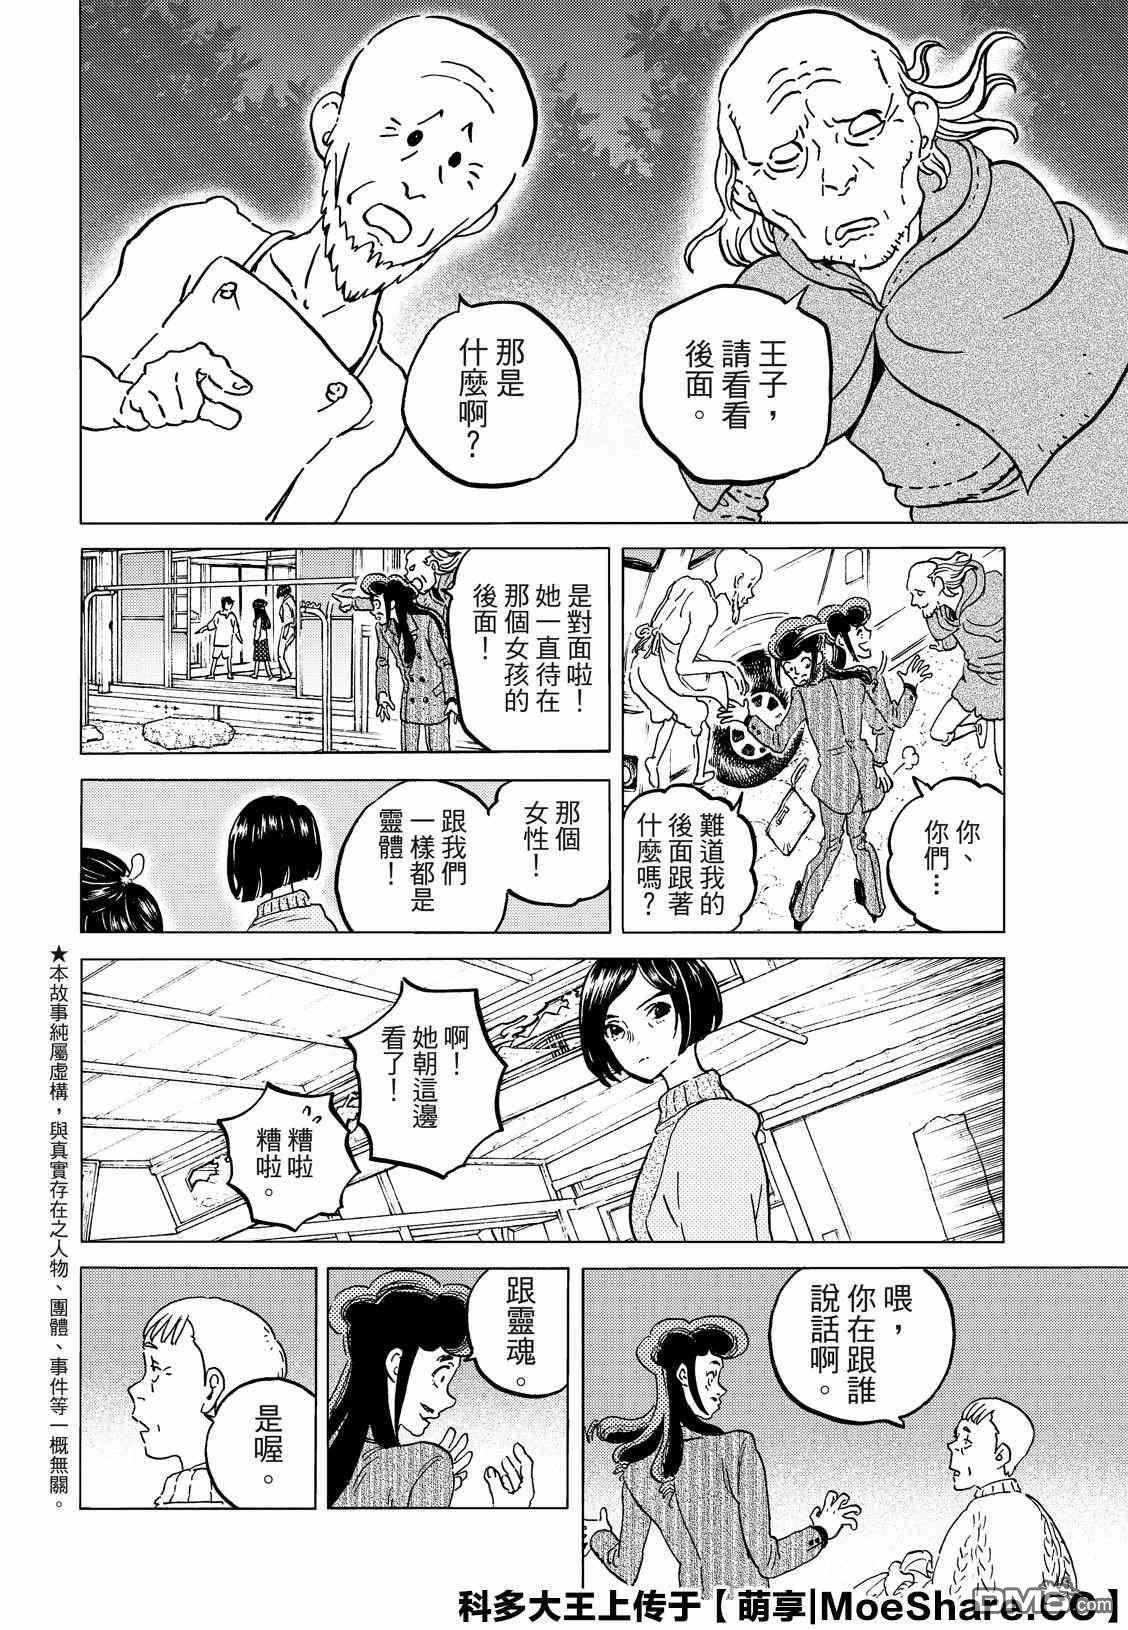 王子，
請看看
後面。
那是
什麼啊？
你、
你們…
難道我的
後面跟著
什麼嗎？
是對面啦！
她一直待在
那個女孩的
後面！
那個
女性！
跟我們
一樣都是
靈體！
啊！
她朝這邊
看了！
糟啦
糟啦。
喂，
你在跟誰
說話啊。
跟靈魂。
是喔。
★本故事純屬虛構，與真實存在之人物、團體、事件等一概無關。
科多大王上传于【萌享|MoeShare.CC】